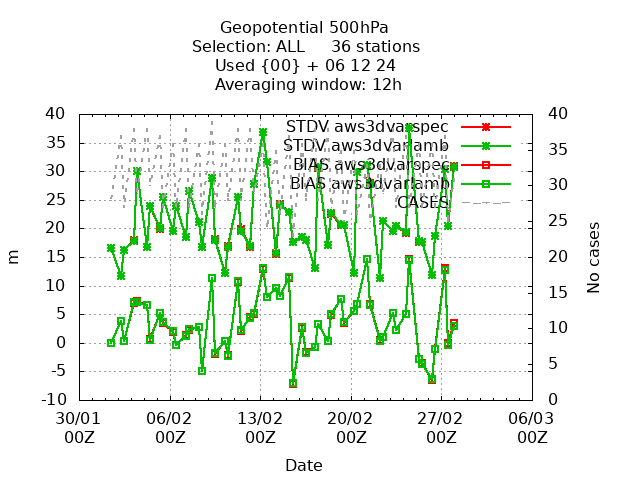 Geopotential 500hPa
Selection: ALL     36 stations
Used {00} + 06 12 24
Averaging window: 12h
40
35
30
25
20
15
10
5
0
-5
-10
m
STDV aws3dvarspec
STDV aws3dvarlamb
BIAS aws3dvarspec
BIAS aws3dvarlamb
CASES
40
35
30
25
20
15
10
5
0
No cases
30/01 06/02 13/02 20/02 27/02 06/03
00Z 00Z 00Z 00Z 00Z 00Z
Date